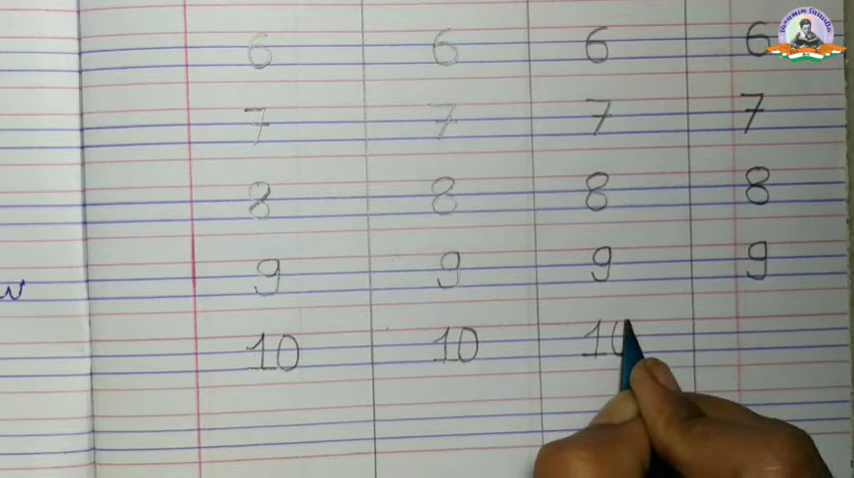 6 6 6 6
7 7 7 7
8 8 8 8
9 9 9 9
10 10 10